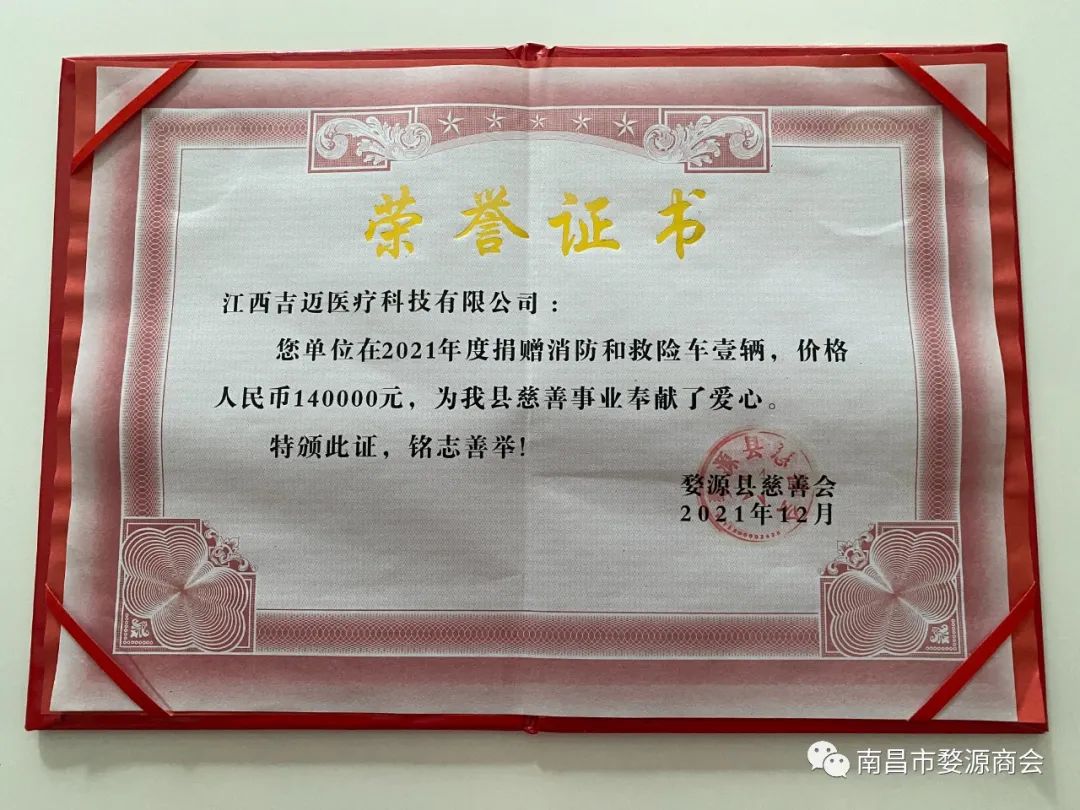 荣誉证书
江西吉迈医疗科技有限公司：
您单位在2021年度捐赠消防和救险车壹辆，价格
人民币140000元，为我县慈善事业奉献了爱心。
特颁此证，铭志善举!
婺源县慈善会
2021年12月
南昌市婺源商会